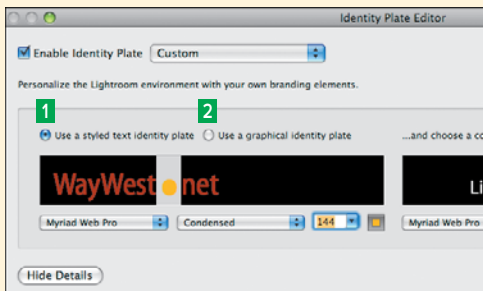 Identity Plate Editor
Enable Identity Plate Custom
Personalize the Lightroom environment with your own branding elements.
1 2
Use a styled text identity plate Use a graphical identity plate ...and choose a co
WayWest●net Li
Myriad Web Pro Condensed 144 Myriad Web Pro
Hide Details